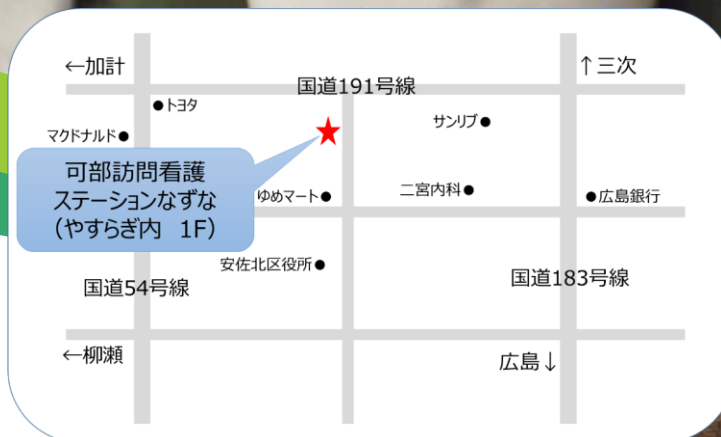 ←加計
↑三次
国道191号線
●トヨタ
サンリブ●
マクドナルド●
可部訪問看護
ステーションなずな
（やすらぎ内 1F）
ゆめマート●
二宮内科●
●広島銀行
安佐北区役所●
国道54号線
国道183号線
←柳瀬
広島↓